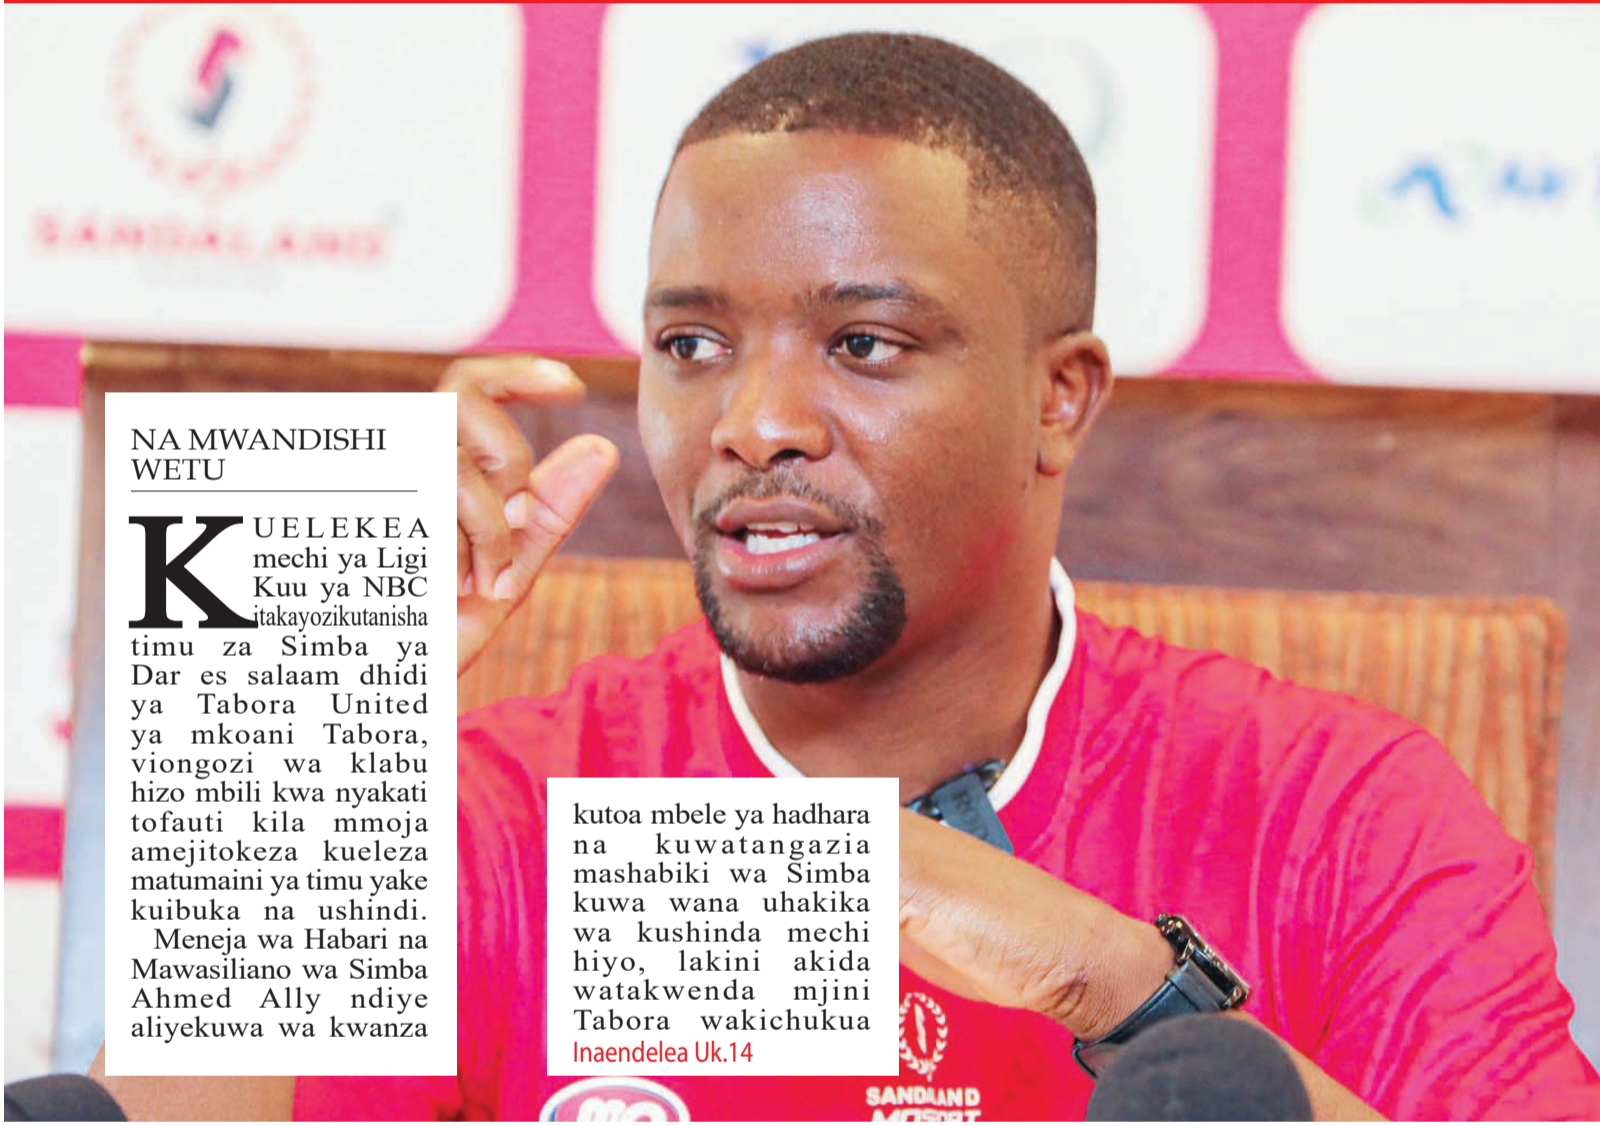 SANDALAND
NA MWANDISHI
WETU
KUELEKEA
mechi ya Ligi
Kuu ya NBC
itakayozikutanisha
timu za Simba ya
Dar es salaam dhidi
ya Tabora United
ya mkoani Tabora,
viongozi wa klabu
hizo mbili kwa nyakati
tofauti kila mmoja
amejitokeza kueleza
matumaini ya timu yake
kuibuka na ushindi.
Meneja wa Habari na
Mawasiliano wa Simba
Ahmed Ally ndiye
aliyekuwa wa kwanza
kutoa mbele ya hadhara
na kuwatangazia
mashabiki wa Simba
kuwa wana uhakika
wa kushinda mechi
hiyo, lakini akida
watakwenda mjini
Tabora wakichukua
Inaendelea Uk.14
SANDALAND